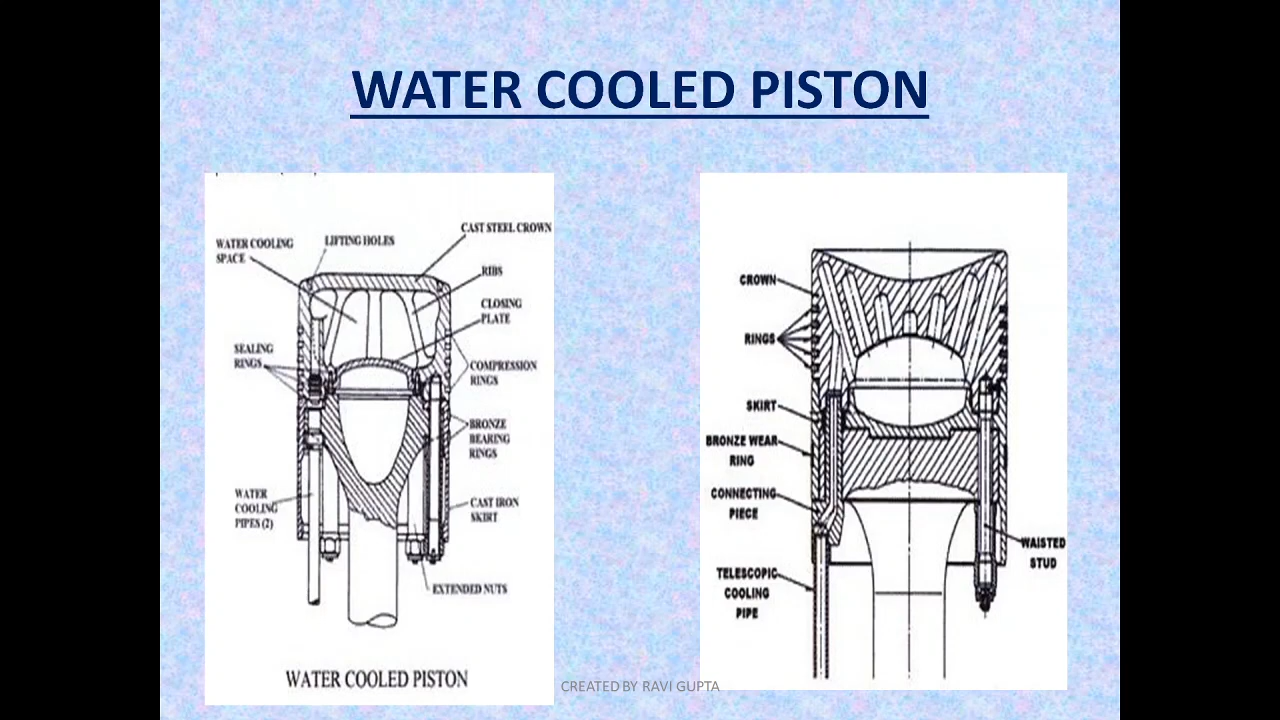 WATER COOLED PISTON
WATER COOLING
SPACE
LIFTING HOLES
CAST STEEL CROWN
RIBS
CLOSING
PLATE
SEALING
RINGS
COMPRESSION
RINGS
BRONZE
BEARING
RINGS
WATER
COOLING
PIPES (2)
CAST IRON
SKIRT
EXTENDED NUTS
WATER COOLED PISTON
CROWN
RINGS
SKIRT
BRONZE WEAR
RING
CONNECTING
PIECE
TELESCOPIC
COOLING
PIPE
WAISTED
STUD
CREATED BY RAVI GUPTA